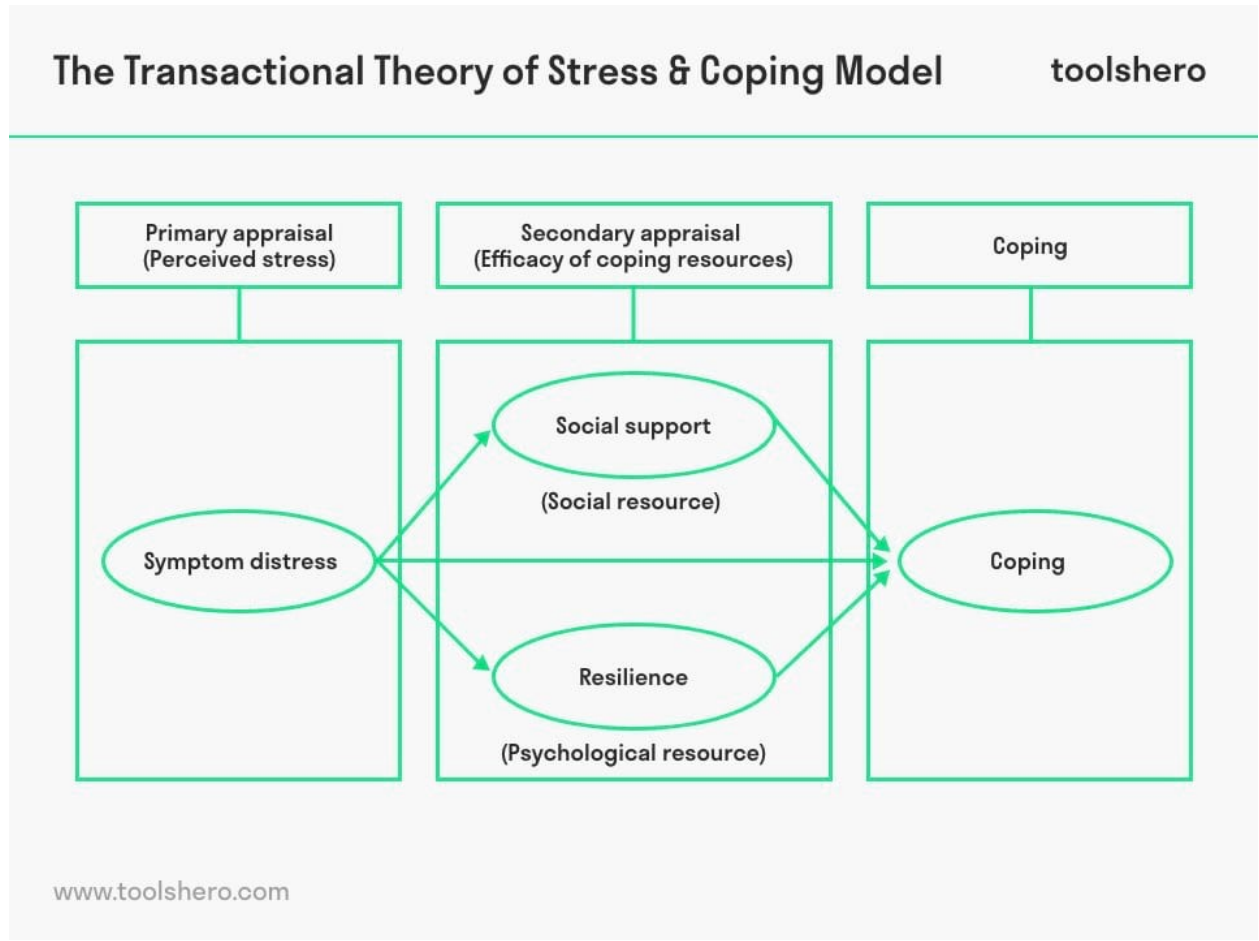 The Transactional Theory of Stress & Coping Model
toolshero
Primary appraisal
(Perceived stress)
Secondary appraisal
(Efficacy of coping resources)
Coping
Social support
(Social resource)
Symptom distress
Coping
Resilience
(Psychological resource)
www.toolshero.com